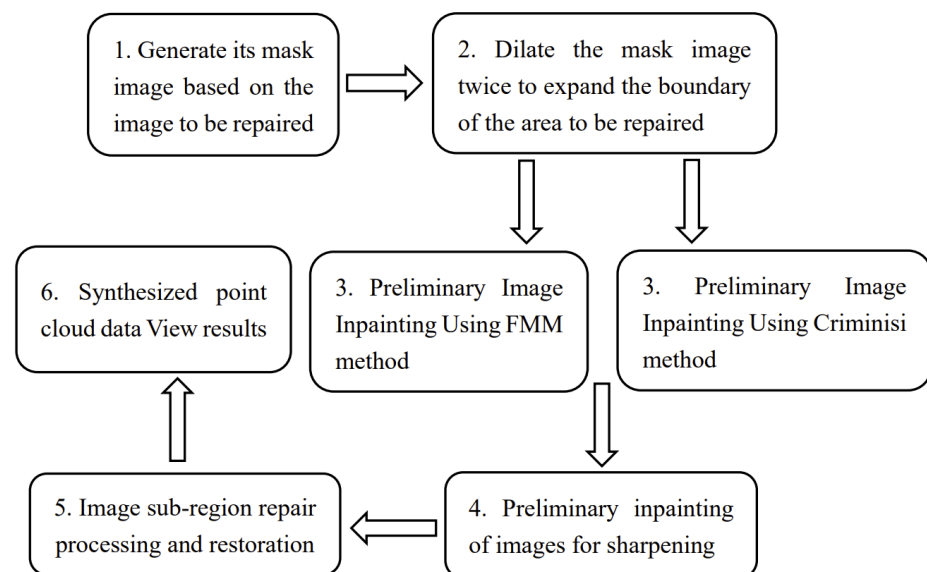 1. Generate its mask
image based on the
image to be repaired
2. Dilate the mask image
twice to expand the boundary
of the area to be repaired
3. Preliminary Image
Inpainting Using FMM
method
3. Preliminary Image
Inpainting Using Criminisi
method
4. Preliminary inpainting
of images for sharpening
5. Image sub-region repair
processing and restoration
6. Synthesized point
cloud data View results